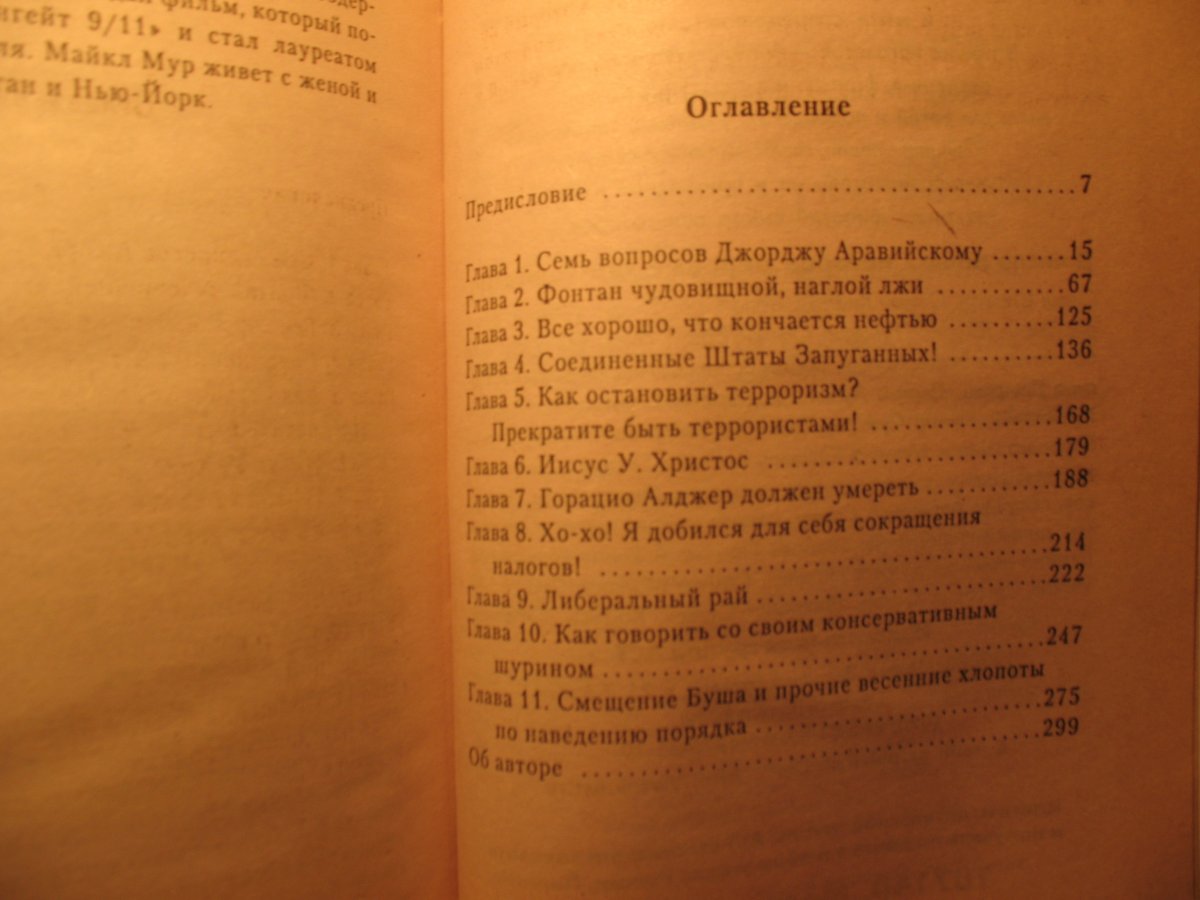 фильм, который по-
нгейт 9/11» и стал лауреатом
ля. Майкл Мур живет с женой и
ган и Нью-Йорк.
Оглавление
Предисловие ........................................ 7
Глава 1. Семь вопросов Джорджу Аравийскому ....... 15
Глава 2. Фонтан чудовищной, наглой лжи ........... 67
Глава 3. Все хорошо, что кончается нефтью .......... 125
Глава 4. Соединенные Штаты Запуганных! .......... 136
Глава 5. Как остановить терроризм?
Прекратите быть террористами! ................ 168
Глава 6. Иисус У. Христос ........................ 179
Глава 7. Горацио Алджер должен умереть ........... 188
Глава 8. Хо-хо! Я добился для себя сокращения
налогов! .................................... 214
Глава 9. Либеральный рай ........................ 222
Глава 10. Как говорить со своим консервативным
шурином .................................... 247
Глава 11. Смещение Буша и прочие весенние хлопоты
по наведению порядка ........................ 275
Об авторе ........................................ 299